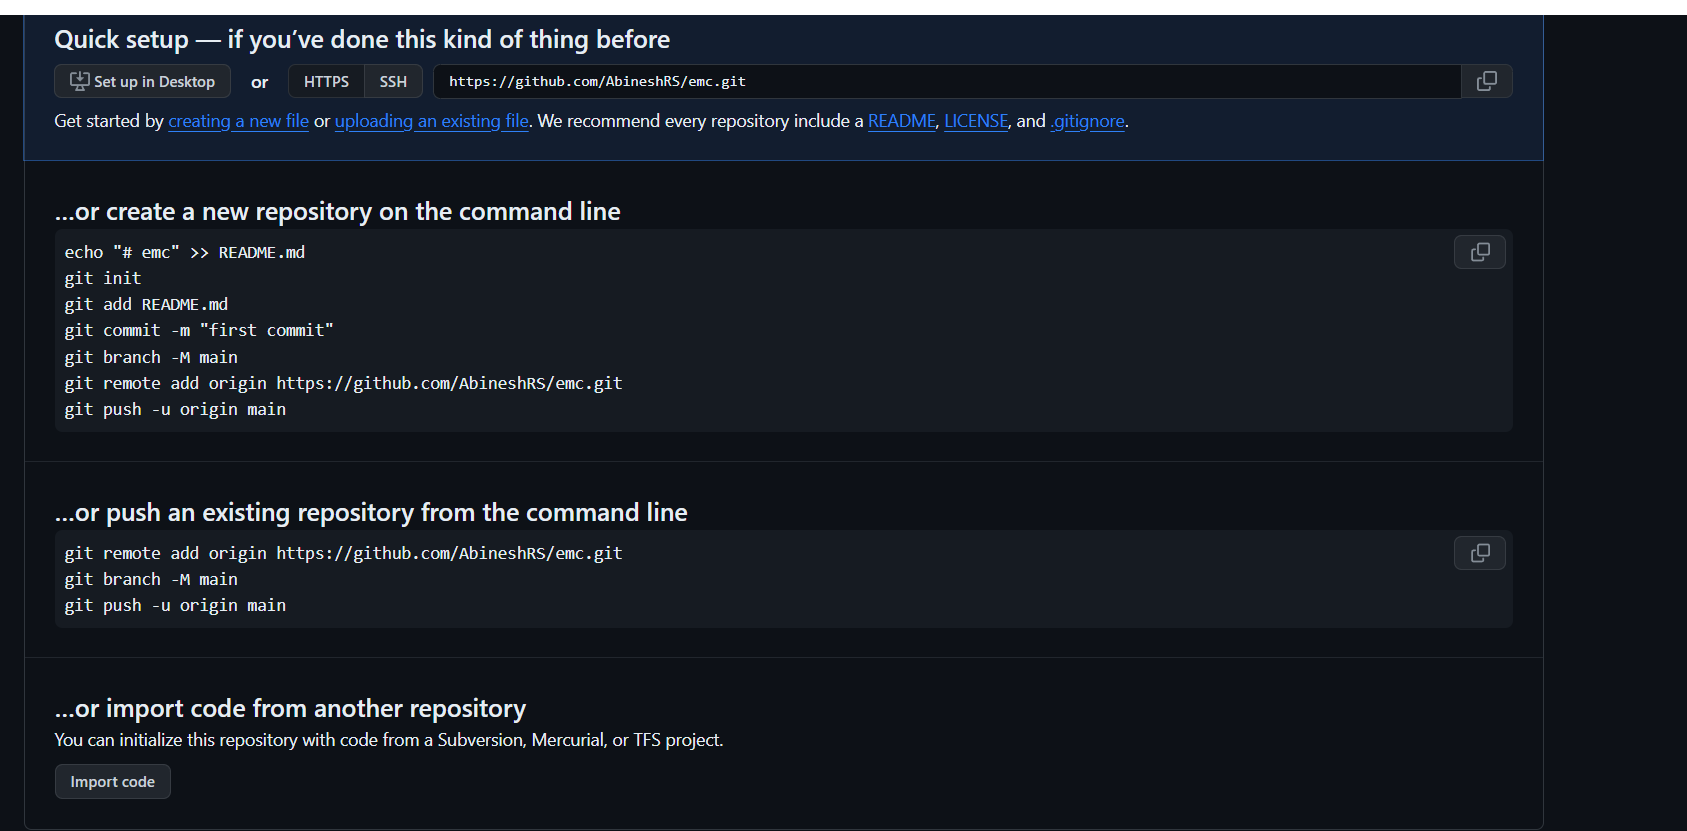 Quick setup — if you’ve done this kind of thing before
Set up in Desktop or HTTPS SSH https://github.com/AbineshRS/emc.git
Get started by creating a new file or uploading an existing file. We recommend every repository include a README, LICENSE, and .gitignore.
…or create a new repository on the command line
echo "# emc" >> README.md
git init
git add README.md
git commit -m "first commit"
git branch -M main
git remote add origin https://github.com/AbineshRS/emc.git
git push -u origin main
…or push an existing repository from the command line
git remote add origin https://github.com/AbineshRS/emc.git
git branch -M main
git push -u origin main
…or import code from another repository
You can initialize this repository with code from a Subversion, Mercurial, or TFS project.
Import code